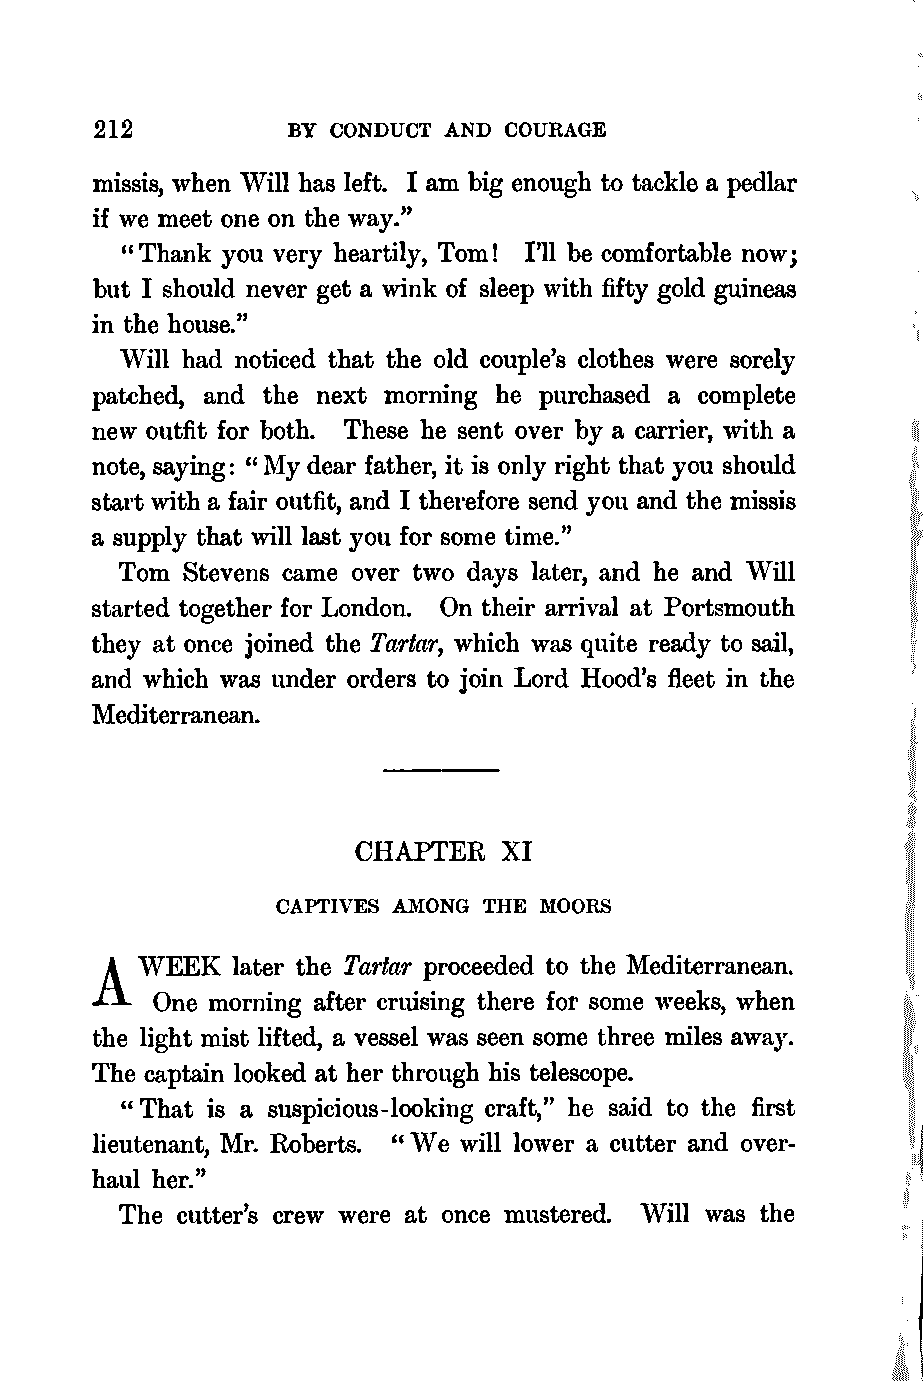 212 BY CONDUCT AND COURAGE
missis, when Will has left. I am big enough to tackle a pedlar
if we meet one on the way.”
“Thank you very heartily, Tom! I’ll be comfortable now;
but I should never get a wink of sleep with fifty gold guineas
in the house.”
Will had noticed that the old couple’s clothes were sorely
patched, and the next morning he purchased a complete
new outfit for both. These he sent over by a carrier, with a
note, saying: “My dear father, it is only right that you should
start with a fair outfit, and I therefore send you and the missis
a supply that will last you for some time.”
Tom Stevens came over two days later, and he and Will
started together for London. On their arrival at Portsmouth
they at once joined the Tartar, which was quite ready to sail,
and which was under orders to join Lord Hood’s fleet in the
Mediterranean.
CHAPTER XI
CAPTIVES AMONG THE MOORS
A WEEK later the Tartar proceeded to the Mediterranean.
One morning after cruising there for some weeks, when
the light mist lifted, a vessel was seen some three miles away.
The captain looked at her through his telescope.
“That is a suspicious-looking craft,” he said to the first
lieutenant, Mr. Roberts. “We will lower a cutter and over-
haul her.”
The cutter’s crew were at once mustered. Will was the